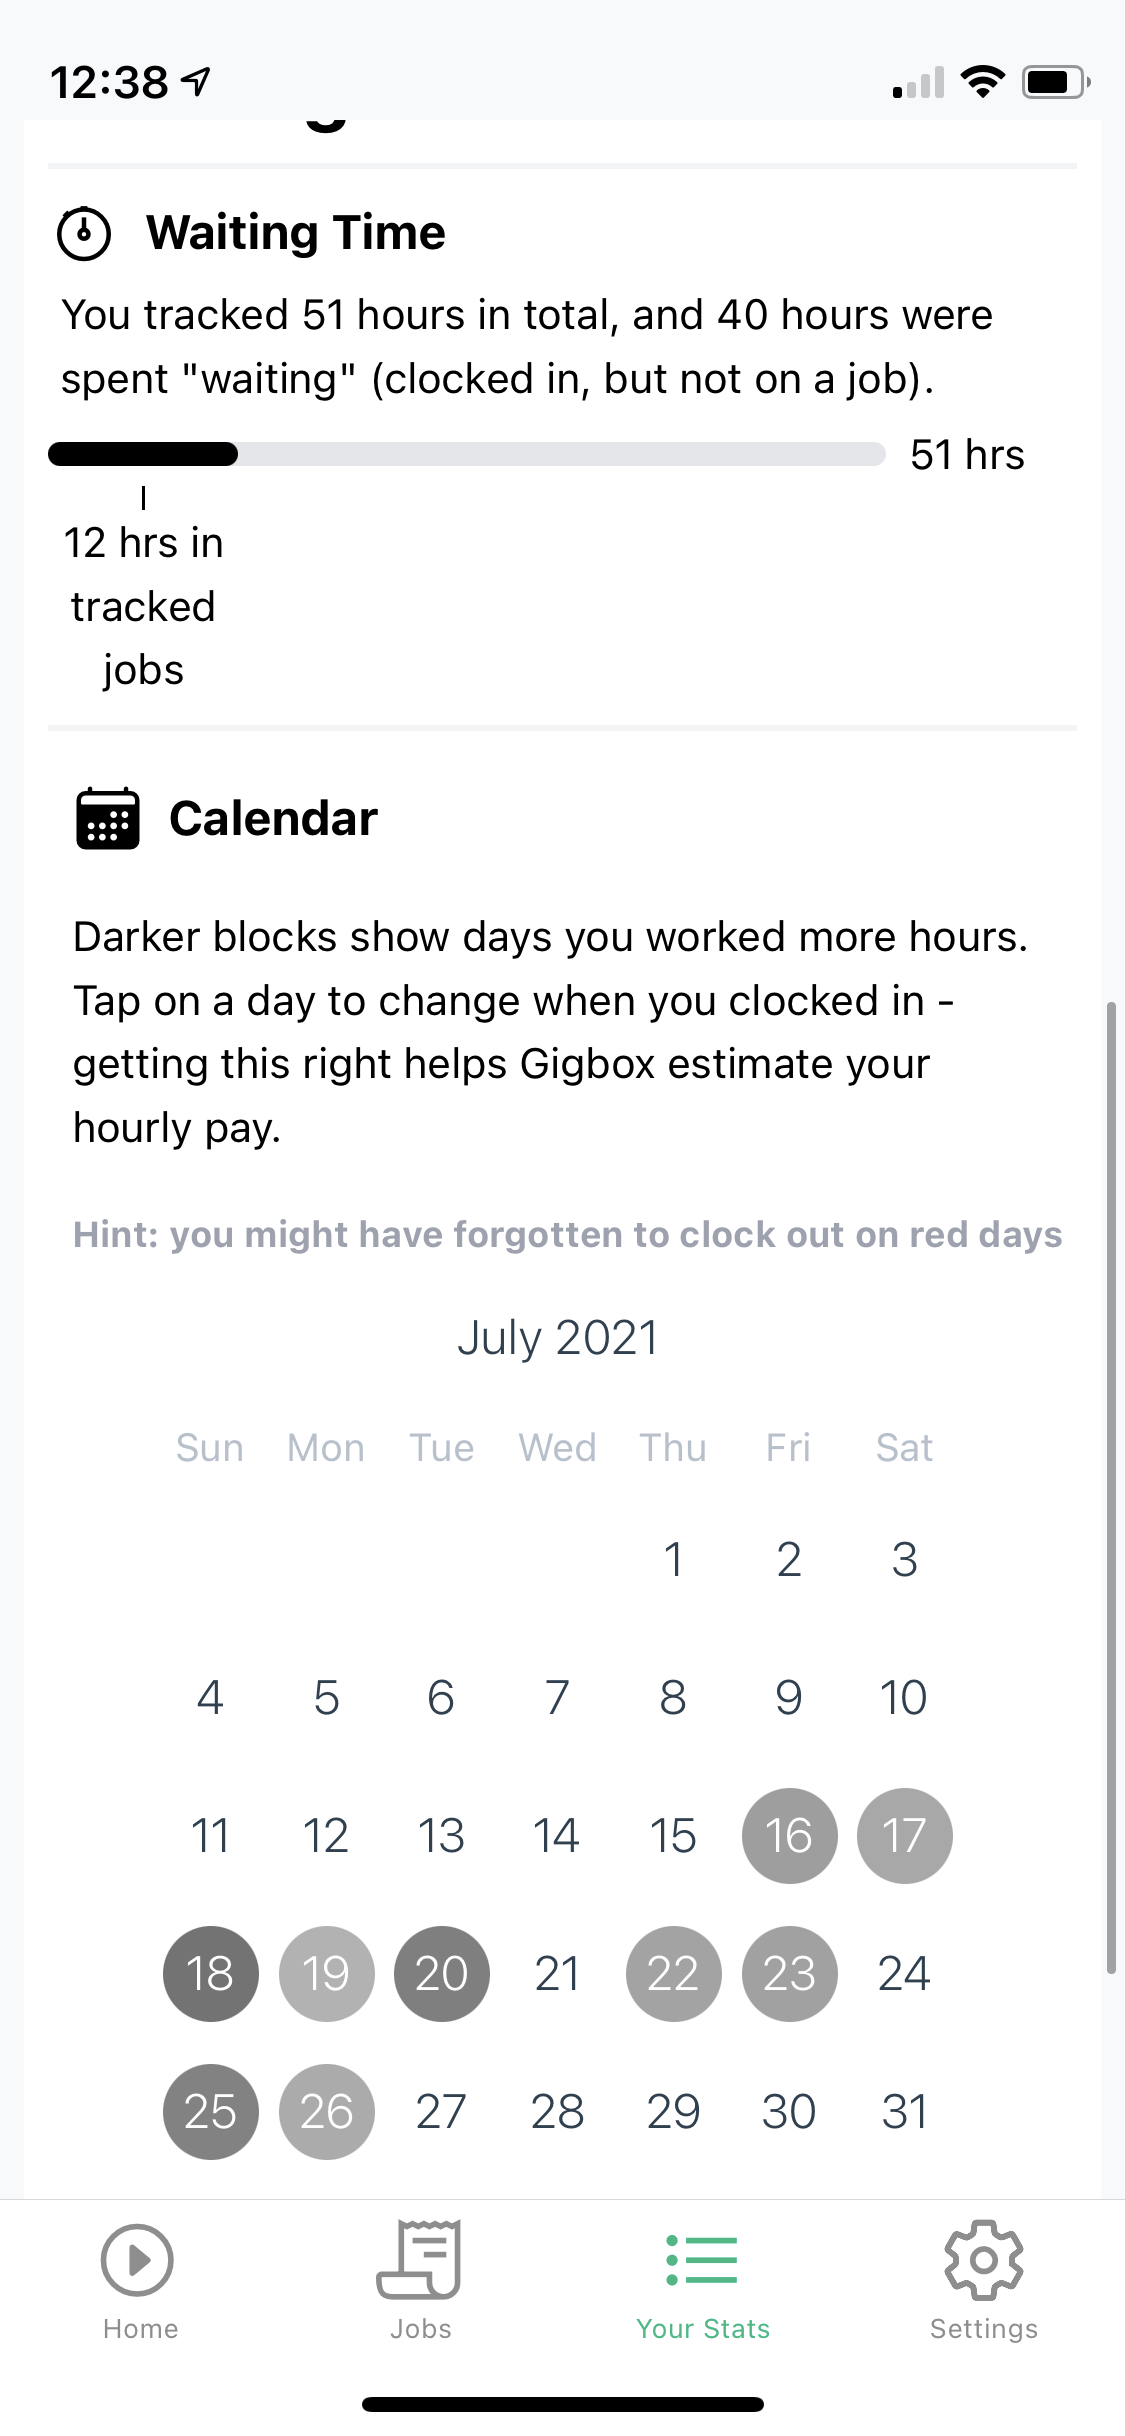 12:38
Waiting Time
You tracked 51 hours in total, and 40 hours were
spent "waiting" (clocked in, but not on a job).
51 hrs
12 hrs in
tracked
jobs
Calendar
Darker blocks show days you worked more hours.
Tap on a day to change when you clocked in -
getting this right helps Gigbox estimate your
hourly pay.
Hint: you might have forgotten to clock out on red days
July 2021
Sun Mon Tue Wed Thu Fri Sat
1 2 3
4 5 6 7 8 9 10
11 12 13 14 15 16 17
18 19 20 21 22 23 24
25 26 27 28 29 30 31
Home Jobs Your Stats Settings